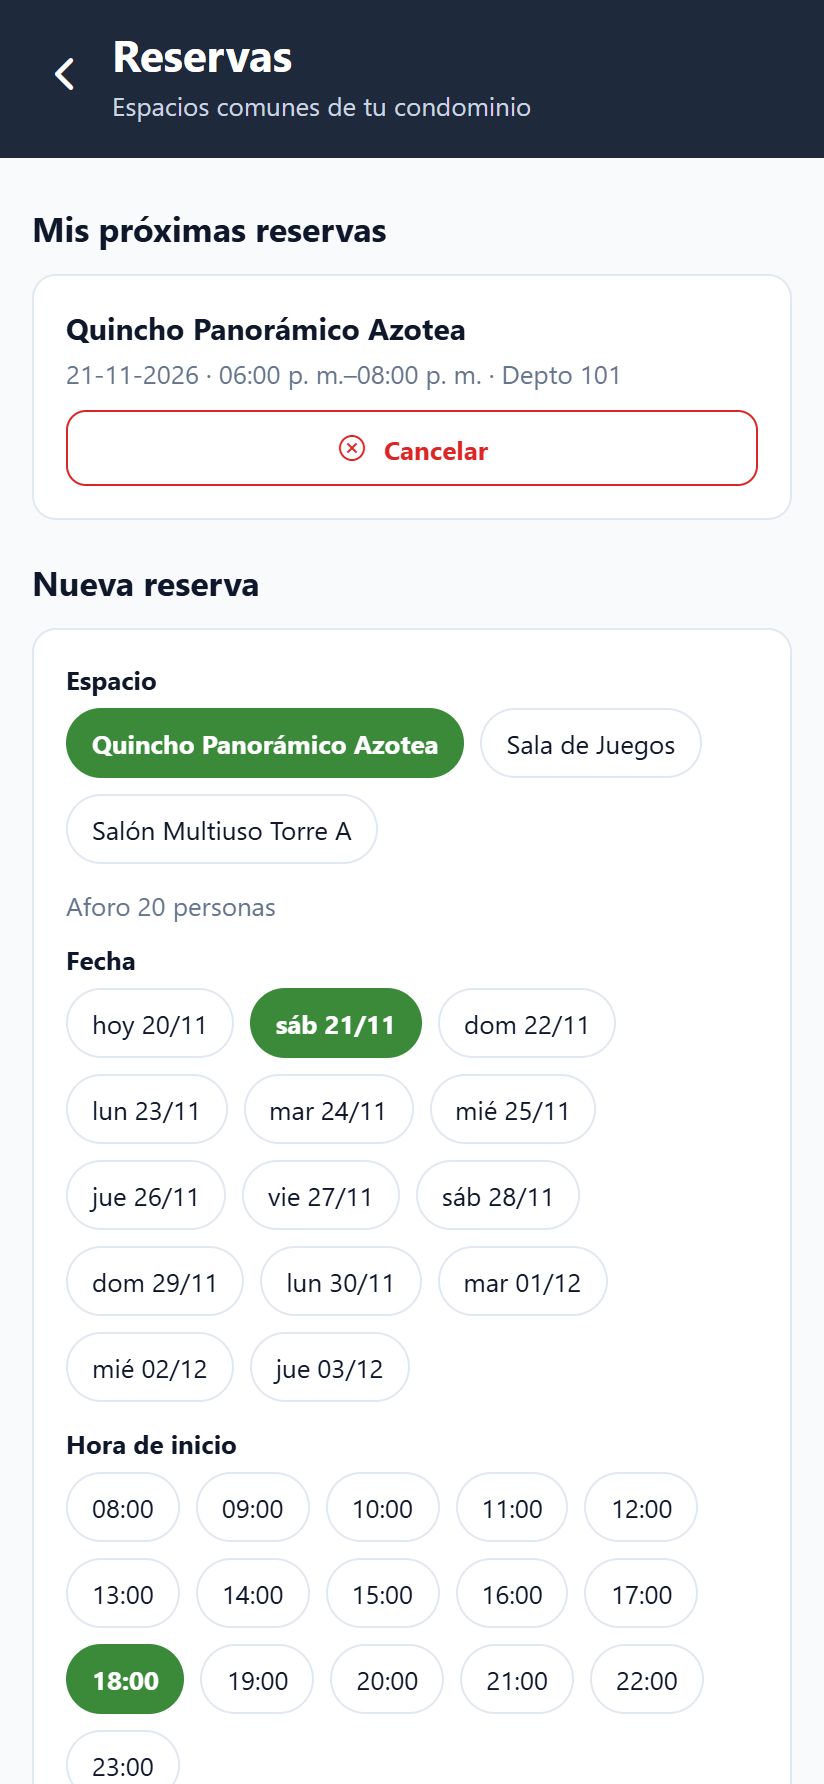 Reservas
Espacios comunes de tu condominio
Mis próximas reservas
Quincho Panorámico Azotea
21-11-2026 · 06:00 p. m.–08:00 p. m. · Depto 101
Cancelar
Nueva reserva
Espacio
Quincho Panorámico Azotea Sala de Juegos
Salón Multiuso Torre A
Aforo 20 personas
Fecha
hoy 20/11 sáb 21/11 dom 22/11
lun 23/11 mar 24/11 mié 25/11
jue 26/11 vie 27/11 sáb 28/11
dom 29/11 lun 30/11 mar 01/12
mié 02/12 jue 03/12
Hora de inicio
08:00 09:00 10:00 11:00 12:00
13:00 14:00 15:00 16:00 17:00
18:00 19:00 20:00 21:00 22:00
23:00